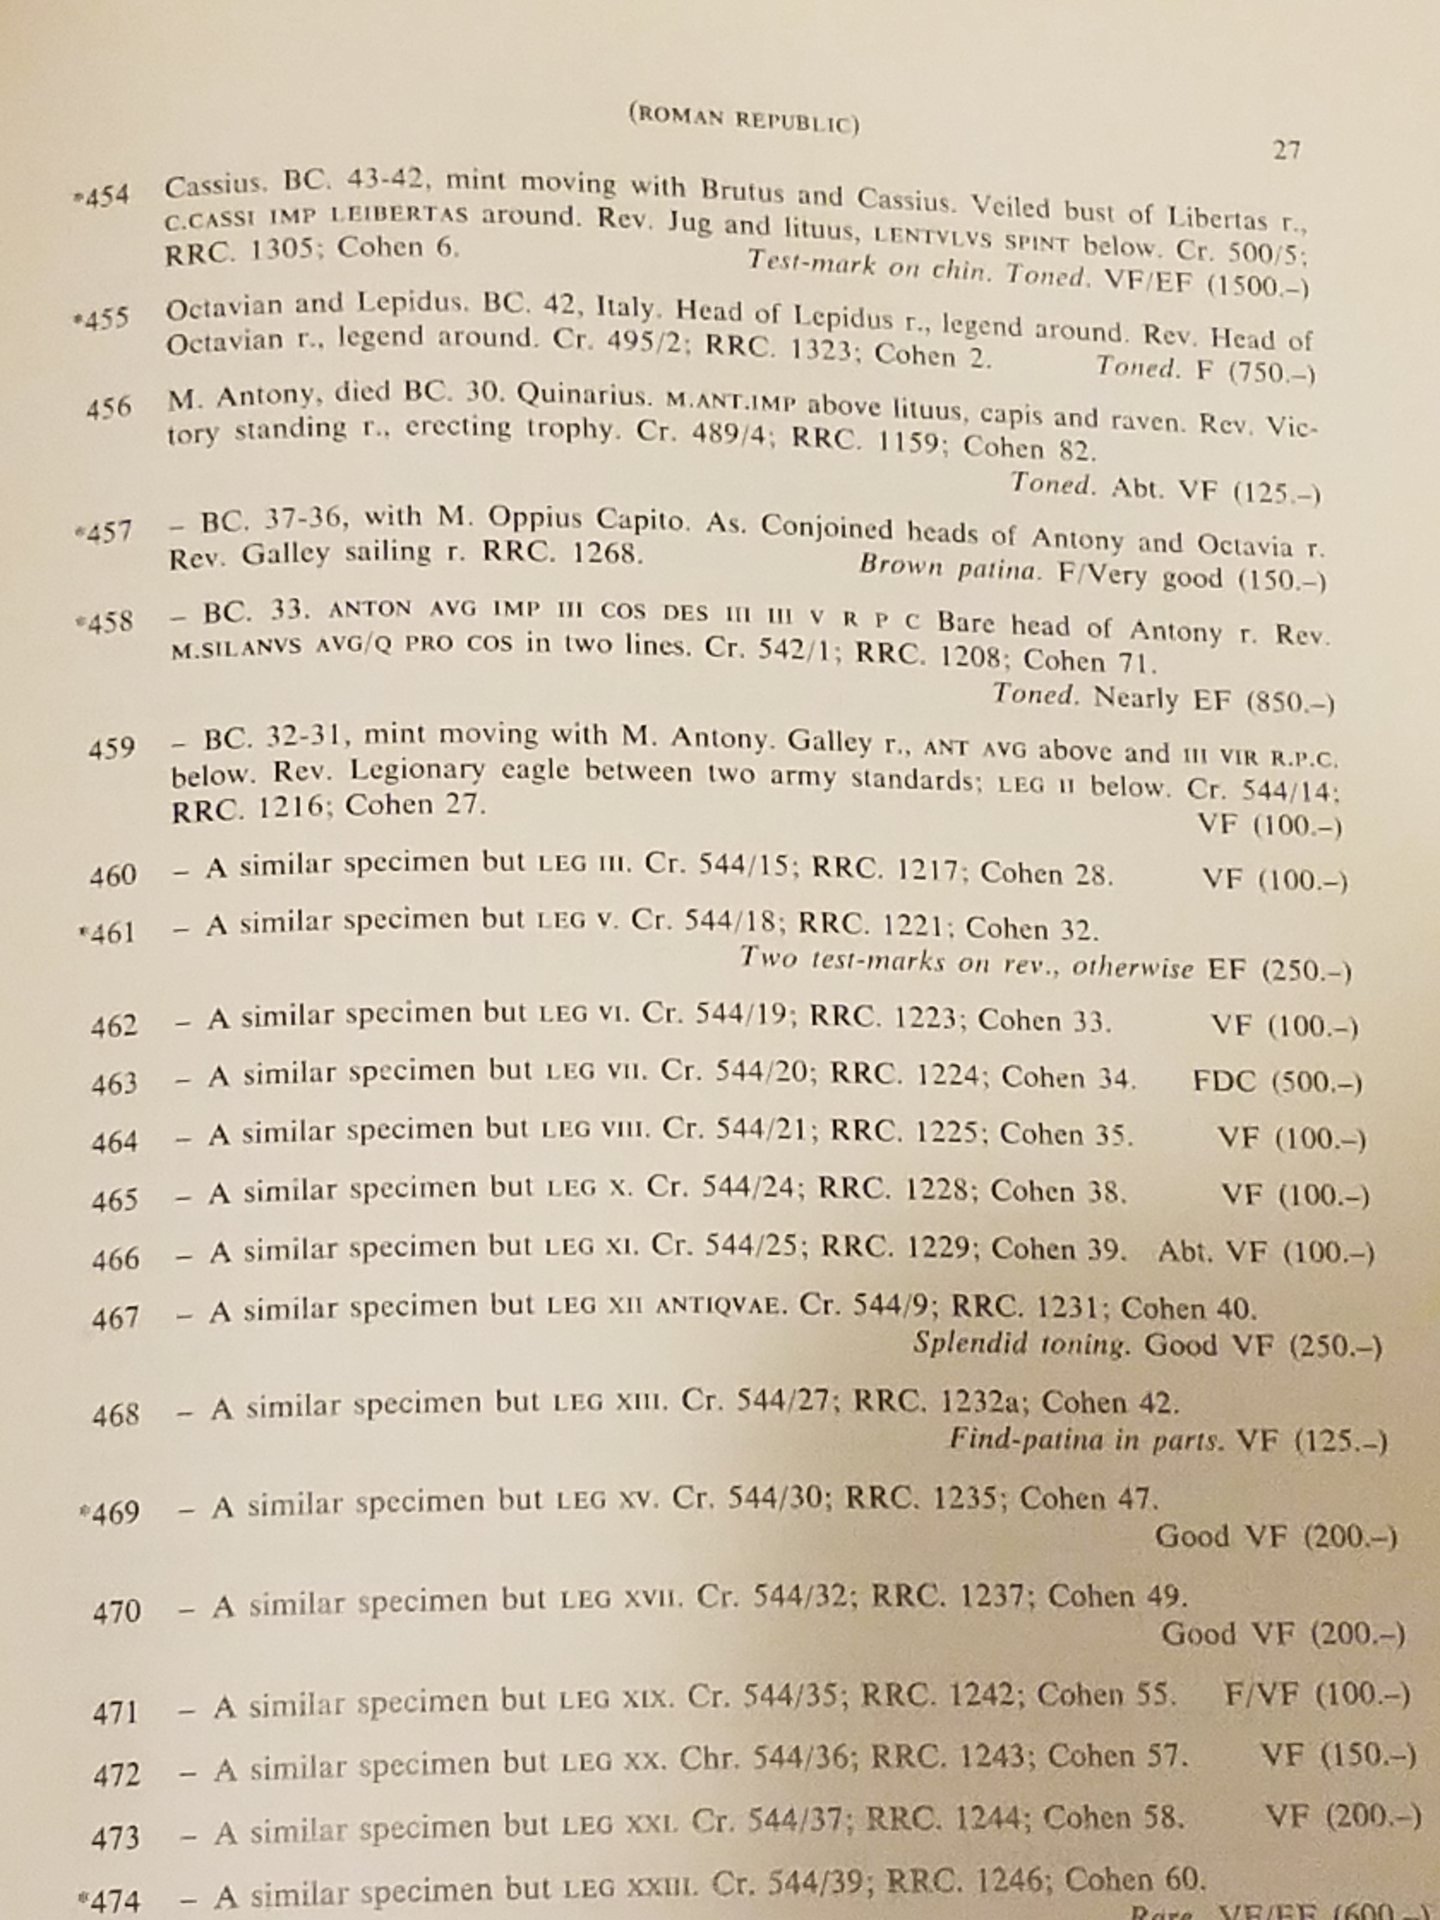 (ROMAN REPUBLIC)
27
*454 Cassius. BC. 43-42, mint moving with Brutus and Cassius. Veiled bust of Libertas r.,
C.CASSI IMP LEIBERTAS around. Rev. Jug and lituus, LENTVLVS SPINT below. Cr. 500/5;
RRC. 1305; Cohen 6. Test-mark on chin. Toned. VF/EF (1500.–)
*455 Octavian and Lepidus. BC. 42, Italy. Head of Lepidus r., legend around. Rev. Head of
Octavian r., legend around. Cr. 495/2; RRC. 1323; Cohen 2. Toned. F (750.–)
456 M. Antony, died BC. 30. Quinarius. M.ANT.IMP above lituus, capis and raven. Rev. Vic-
tory standing r., erecting trophy. Cr. 489/4; RRC. 1159; Cohen 82.
Toned. Abt. VF (125.–)
*457 – BC. 37-36, with M. Oppius Capito. As. Conjoined heads of Antony and Octavia r.
Rev. Galley sailing r. RRC. 1268. Brown patina. F/Very good (150.–)
*458 – BC. 33. ANTON AVG IMP III COS DES III III V R P C Bare head of Antony r. Rev.
M.SILANVS AVG/Q PRO COS in two lines. Cr. 542/1; RRC. 1208; Cohen 71.
Toned. Nearly EF (850.–)
459 – BC. 32-31, mint moving with M. Antony. Galley r., ANT AVG above and III VIR R.P.C.
below. Rev. Legionary eagle between two army standards; LEG II below. Cr. 544/14;
RRC. 1216; Cohen 27. VF (100.–)
460 – A similar specimen but LEG III. Cr. 544/15; RRC. 1217; Cohen 28. VF (100.–)
*461 – A similar specimen but LEG V. Cr. 544/18; RRC. 1221; Cohen 32.
Two test-marks on rev., otherwise EF (250.–)
462 – A similar specimen but LEG VI. Cr. 544/19; RRC. 1223; Cohen 33. VF (100.–)
463 – A similar specimen but LEG VII. Cr. 544/20; RRC. 1224; Cohen 34. FDC (500.–)
464 – A similar specimen but LEG VIII. Cr. 544/21; RRC. 1225; Cohen 35. VF (100.–)
465 – A similar specimen but LEG X. Cr. 544/24; RRC. 1228; Cohen 38. VF (100.–)
466 – A similar specimen but LEG XI. Cr. 544/25; RRC. 1229; Cohen 39. Abt. VF (100.–)
467 – A similar specimen but LEG XII ANTIQVAE. Cr. 544/9; RRC. 1231; Cohen 40.
Splendid toning. Good VF (250.–)
468 – A similar specimen but LEG XIII. Cr. 544/27; RRC. 1232a; Cohen 42.
Find-patina in parts. VF (125.–)
*469 – A similar specimen but LEG XV. Cr. 544/30; RRC. 1235; Cohen 47.
Good VF (200.–)
470 – A similar specimen but LEG XVII. Cr. 544/32; RRC. 1237; Cohen 49.
Good VF (200.–)
471 – A similar specimen but LEG XIX. Cr. 544/35; RRC. 1242; Cohen 55. F/VF (100.–)
472 – A similar specimen but LEG XX. Chr. 544/36; RRC. 1243; Cohen 57. VF (150.–)
473 – A similar specimen but LEG XXI. Cr. 544/37; RRC. 1244; Cohen 58. VF (200.–)
*474 – A similar specimen but LEG XXIII. Cr. 544/39; RRC. 1246; Cohen 60.
Rare. VF/EF (600.–)